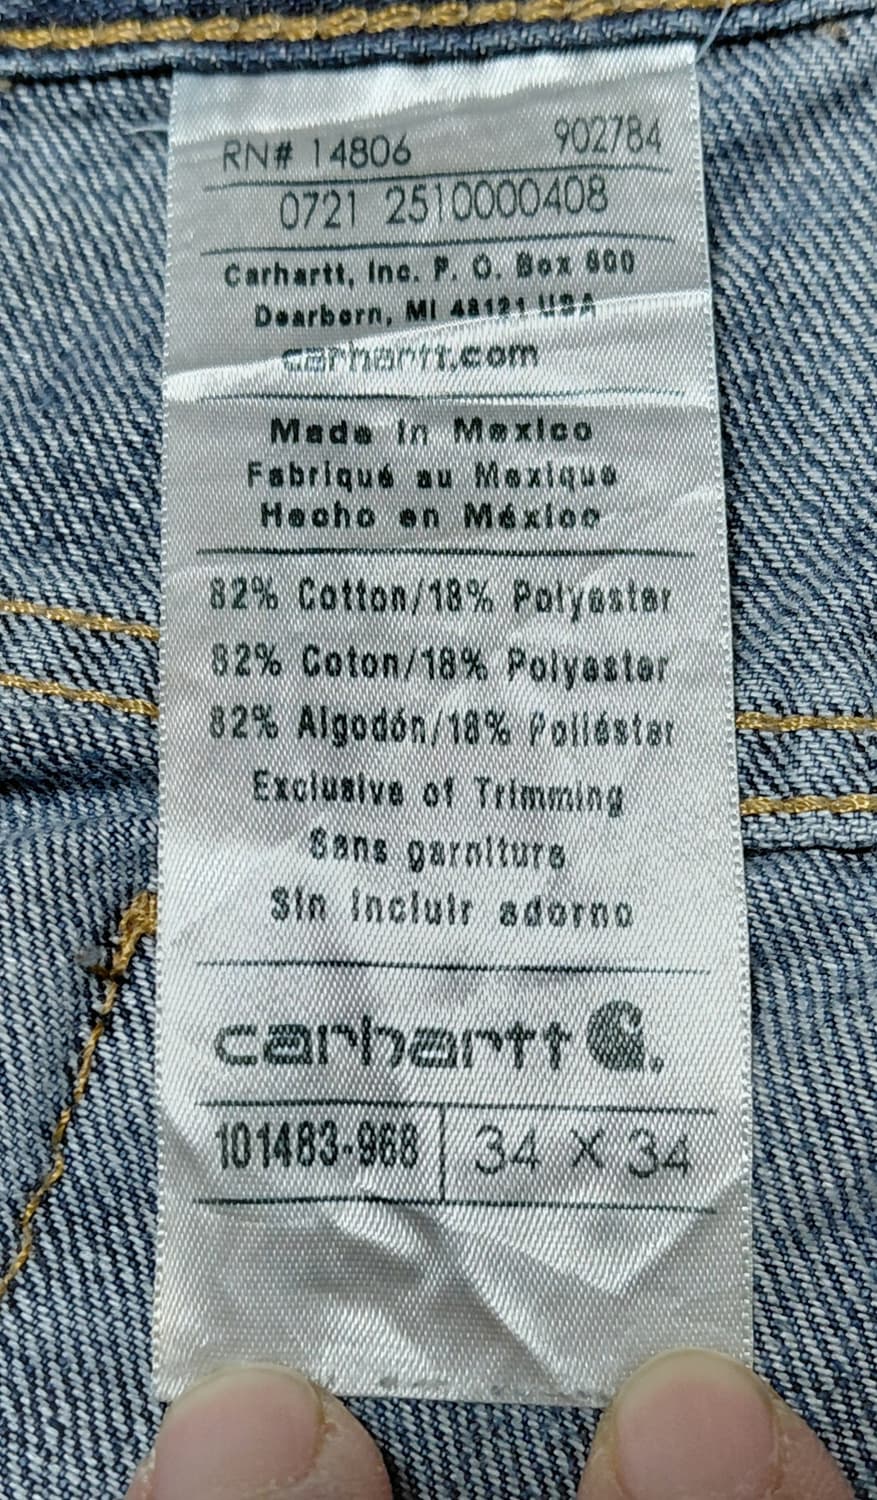 RN# 14806 902784
0721 2510000408
Carhartt, Inc. P. O. Box 600
Dearborn, MI 48121 USA
carhartt.com
Made In Mexico
Fabriqué au Mexique
Hecho en México
82% Cotton/18% Polyester
82% Coton/18% Polyester
82% Algodón/18% Poliéster
Exclusive of Trimming
Sans garniture
Sin incluir adorno
carhartt
101483-968 34 X 34